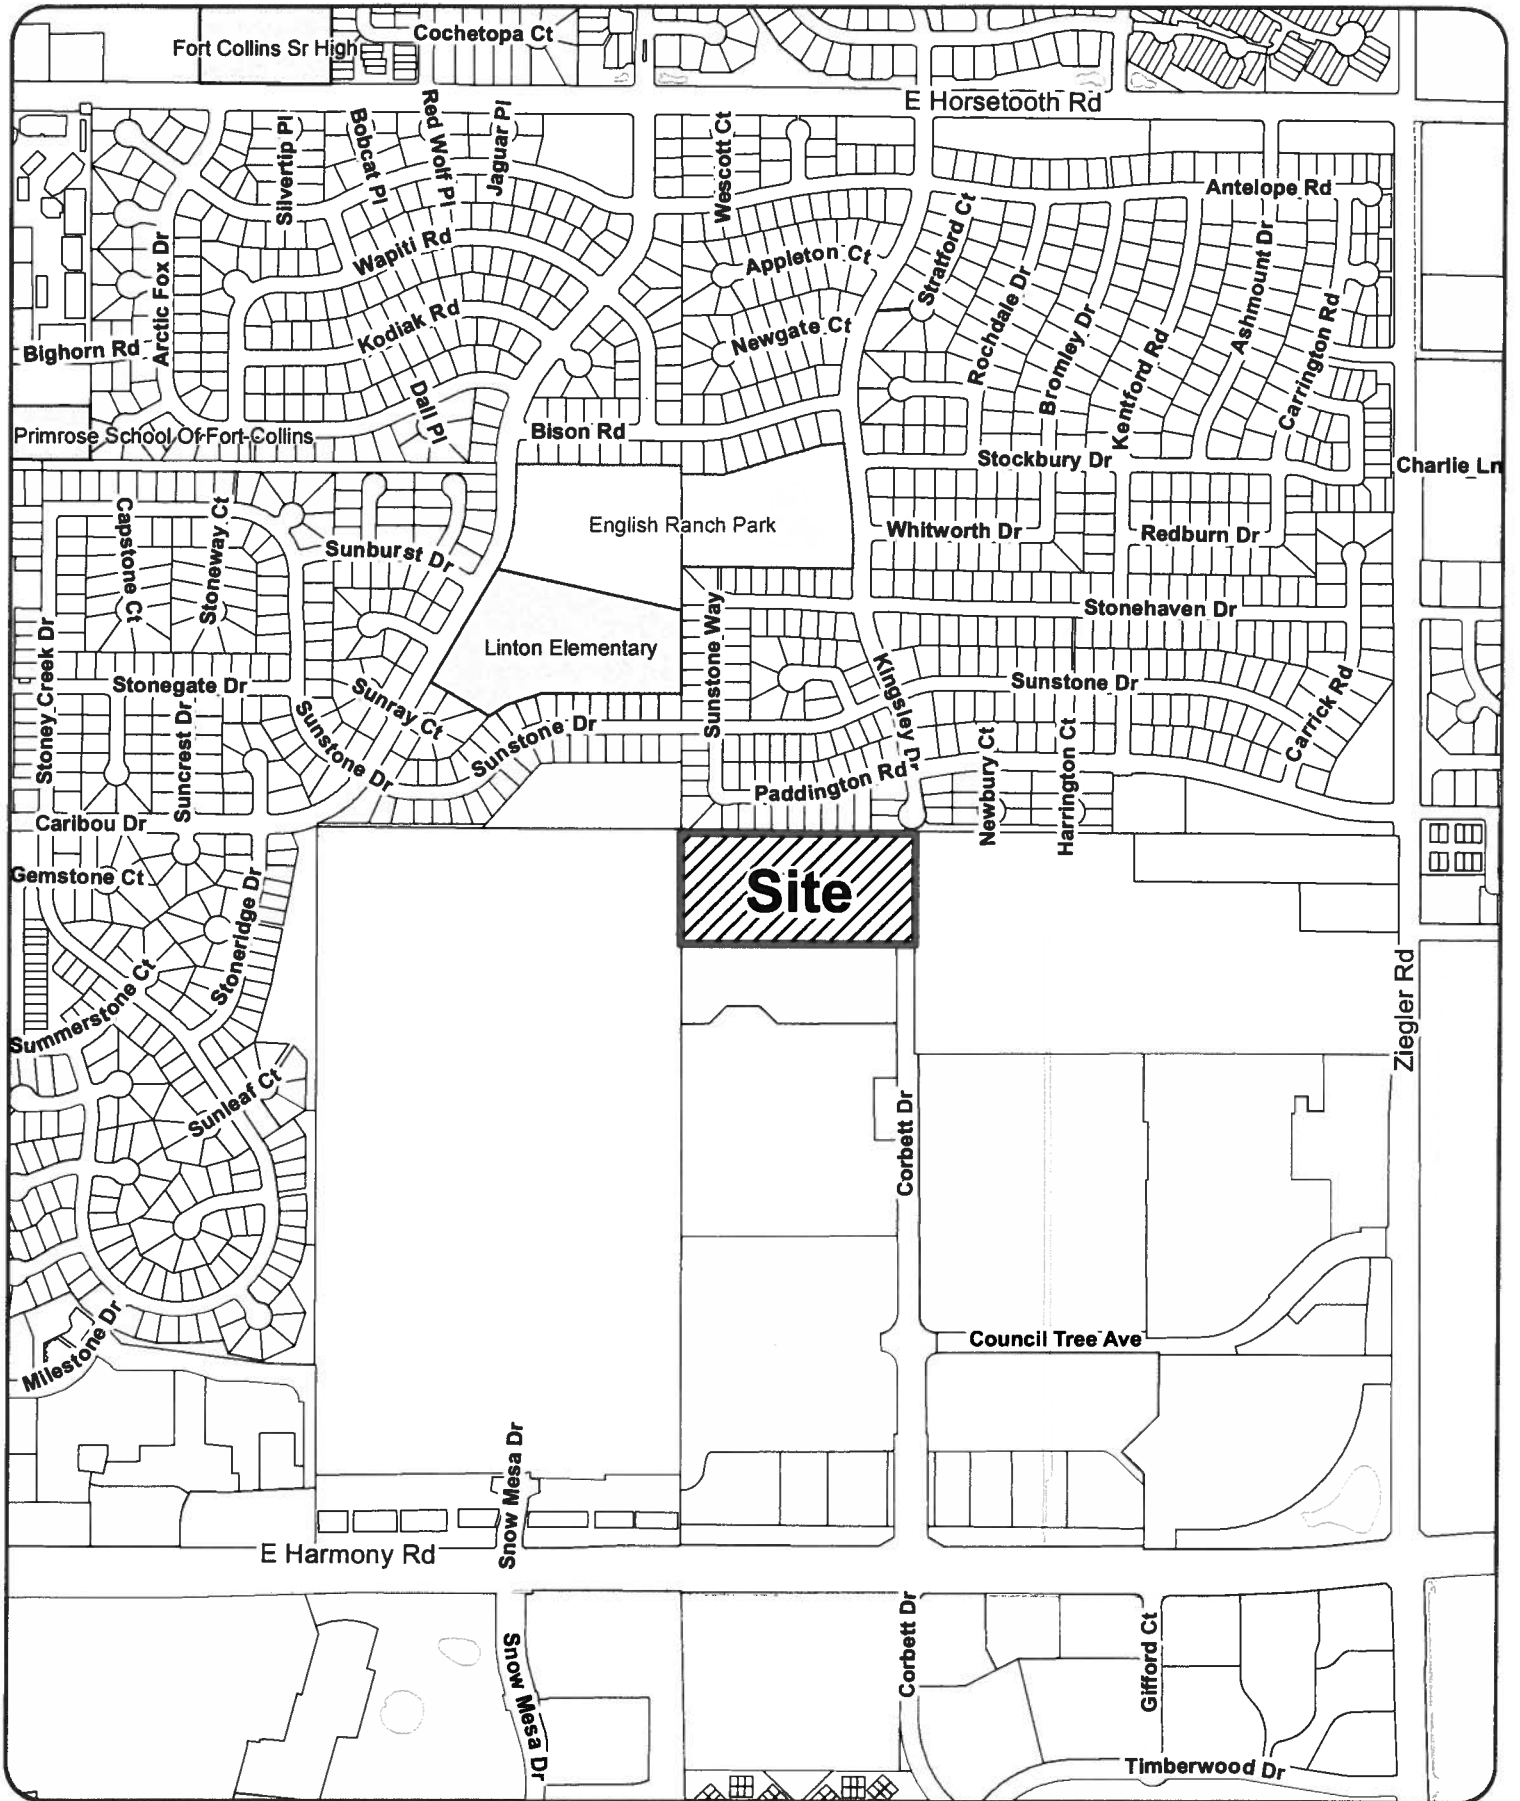 Fort Collins Sr High
Cochetopa Ct
E Horsetooth Rd
Silvertip Pl
Bobcat Pl
Red Wolf Pl
Jaguar Pl
Wescott Ct
Antelope Rd
Arctic Fox Dr
Wapiti Rd
Kodiak Rd
Appleton Ct
Newgate Ct
Stratford Ct
Rochdale Dr
Bromley Dr
Kentford Rd
Ashmount Dr
Carrington Rd
Bighorn Rd
Dall Pl
Bison Rd
Primrose School Of Fort Collins
Stockbury Dr
Charlie Ln
Capstone Ct
Stoneway Ct
Sunburst Dr
English Ranch Park
Whitworth Dr
Redburn Dr
Stonehaven Dr
Stoney Creek Dr
Linton Elementary
Sunstone Way
Kingsley Dr
Stonegate Dr
Suncrest Dr
Sunray Ct
Sunstone Dr
Sunstone Dr
Sunstone Dr
Carrick Rd
Paddington Rd
Newbury Ct
Harrington Ct
Caribou Dr
Gemstone Ct
Stoneridge Dr
Site
Summerstone Ct
Ziegler Rd
Sunleaf Ct
Corbett Dr
Council Tree Ave
Milestone Dr
Snow Mesa Dr
E Harmony Rd
Snow Mesa Dr
Corbett Dr
Gifford Ct
Timberwood Dr